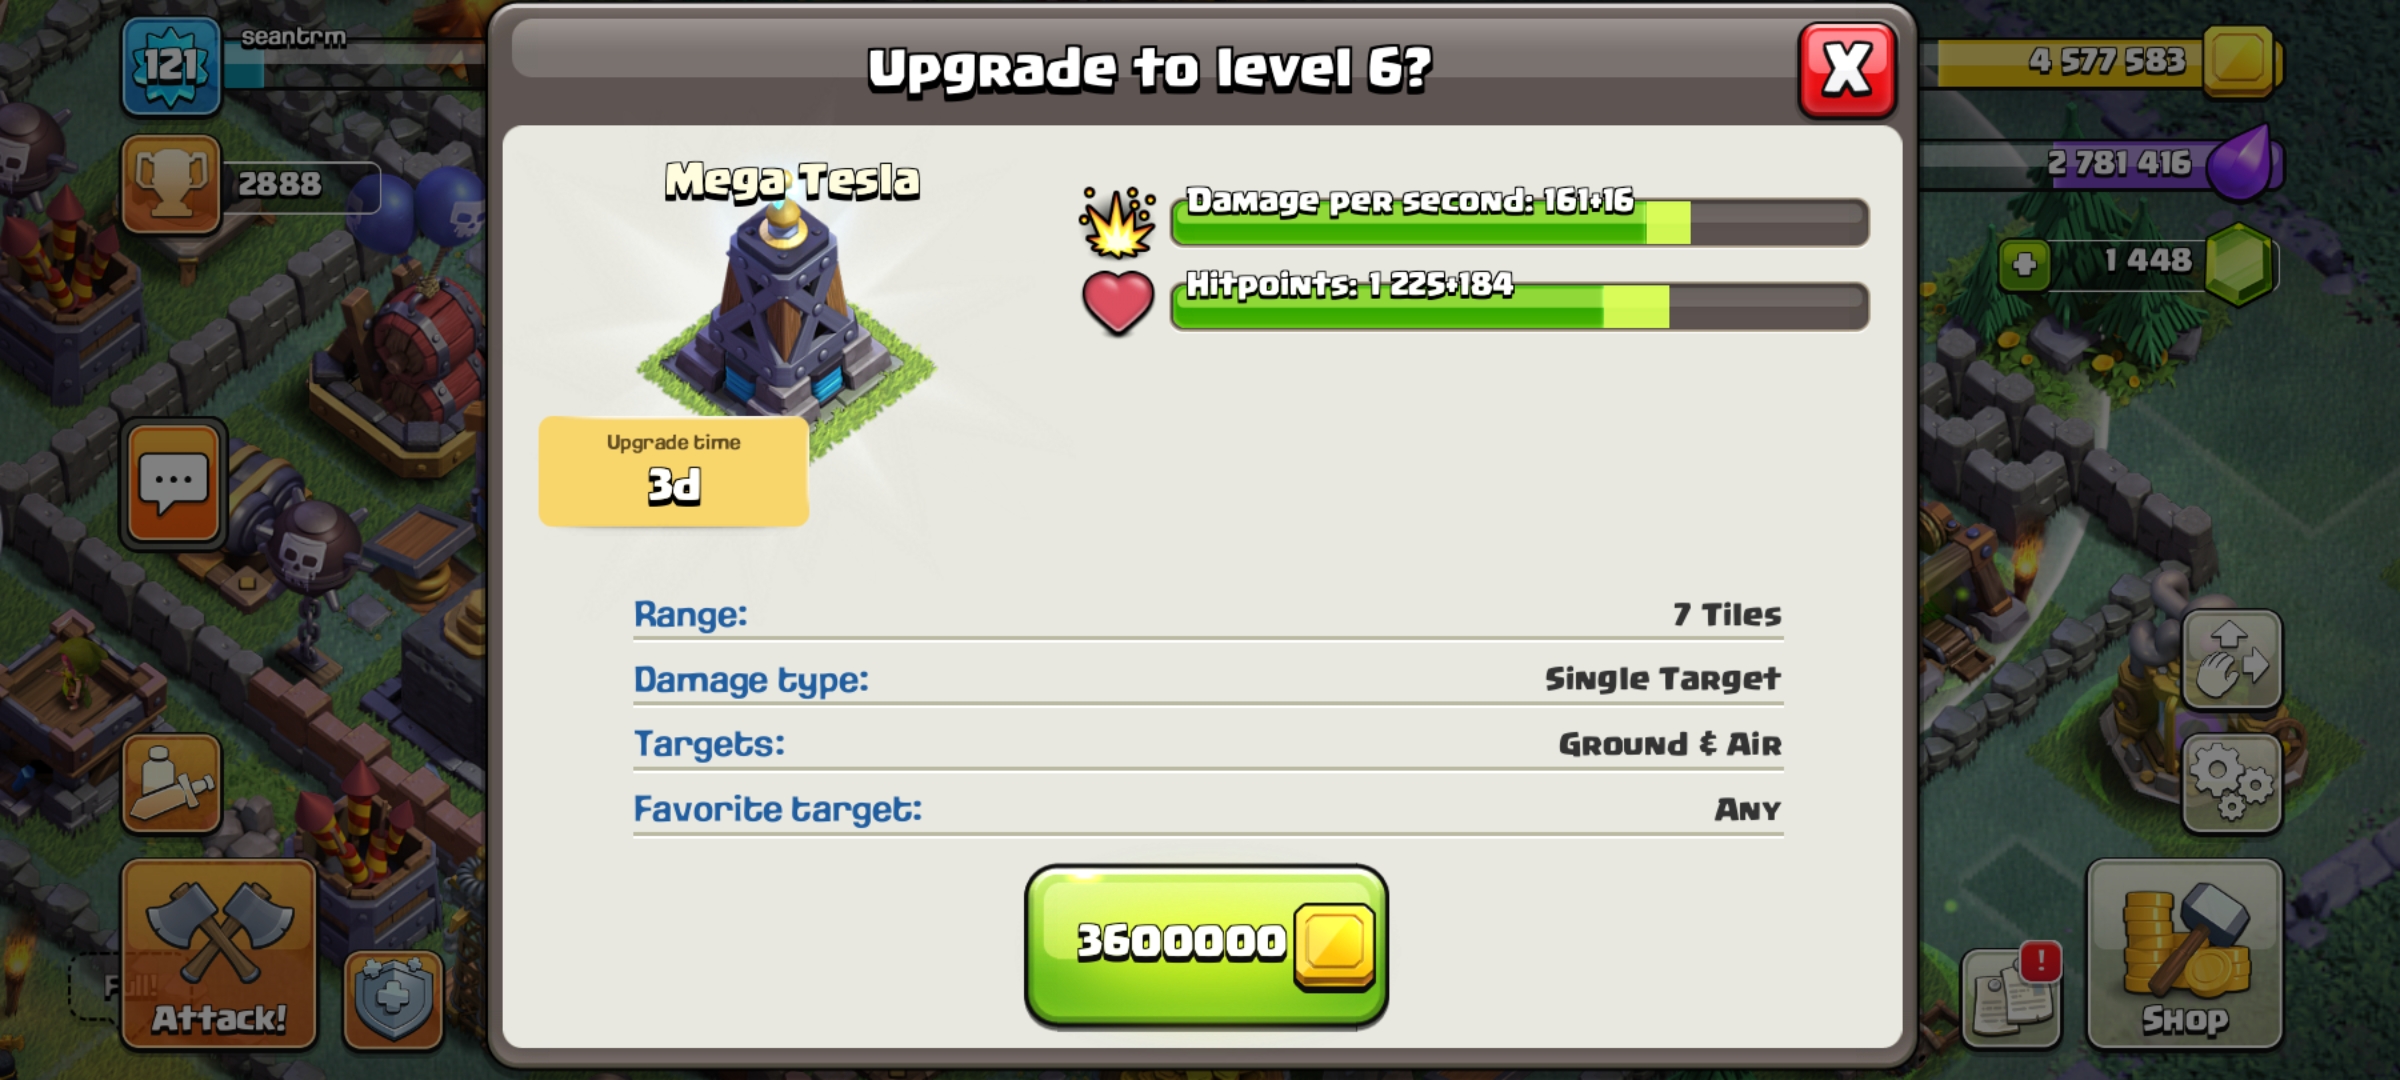 121
seantrm
2888
Upgrade to level 6?
X
4 577 583
2 781 416
1 448
Mega Tesla
Damage per second: 161+16
Hitpoints: 1 225+184
Upgrade time
3d
Range: 7 Tiles
Damage type: Single Target
Targets: Ground & Air
Favorite target: Any
3600000
Full!
Attack!
!
Shop